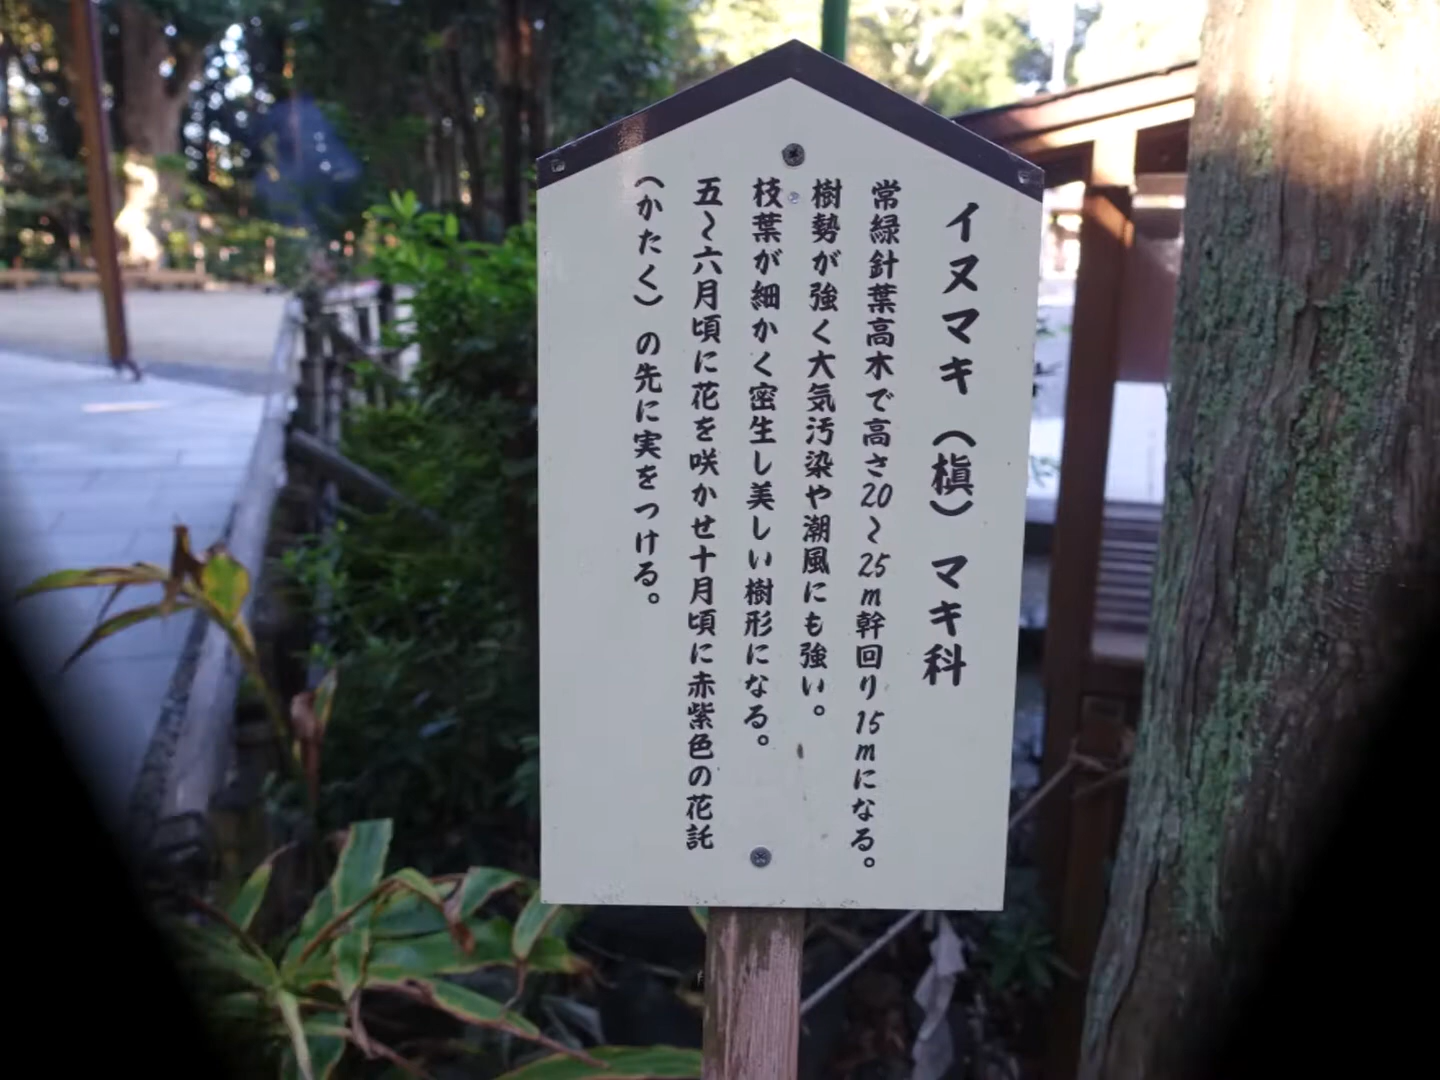 イヌマキ（槇）マキ科
常緑針葉高木で高さ20〜25m幹回り15mになる。
樹勢が強く大気汚染や潮風にも強い。
枝葉が細かく密生し美しい樹形になる。
五〜六月頃に花を咲かせ十月頃に赤紫色の花託
（かたく）の先に実をつける。